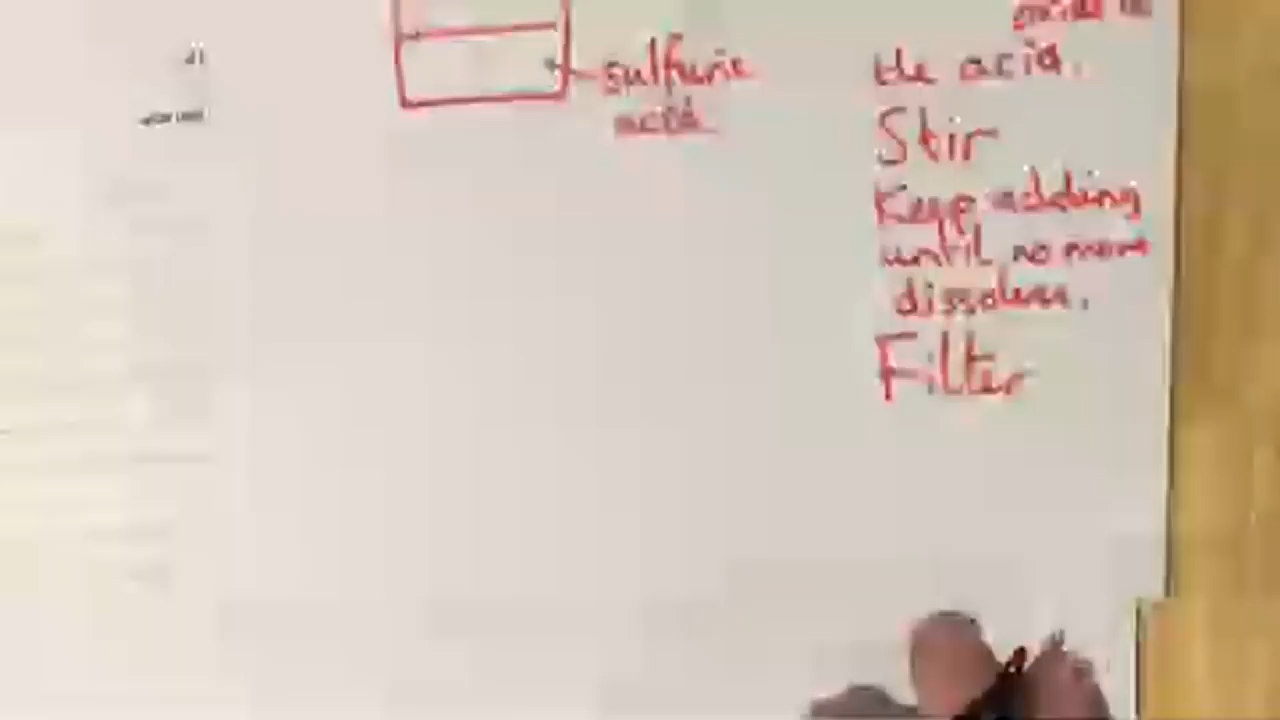 sulfuric
acid
the acid.
Stir
Keep adding
until no more
dissolves.
Filter